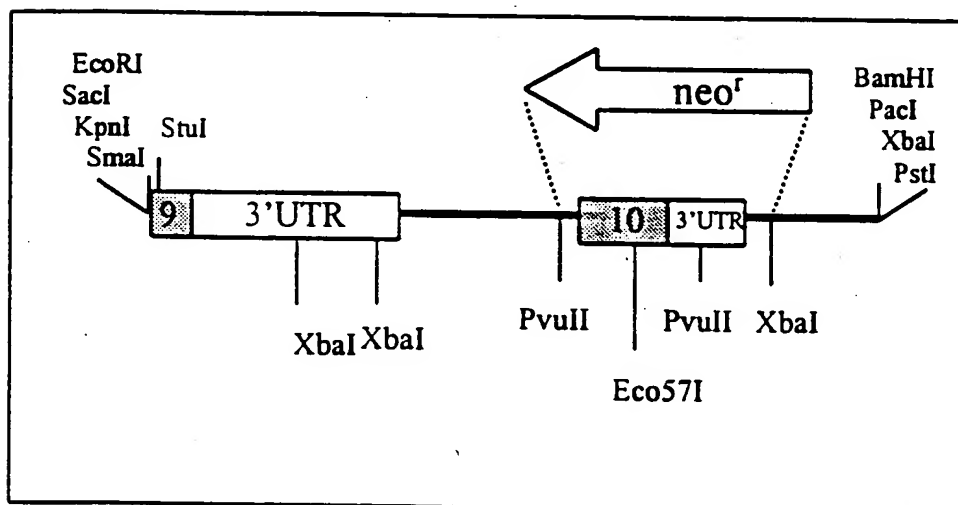 EcoRI
SacI
KpnI
SmaI
StuI
neoʳ
BamHI
PacI
XbaI
PstI
9
3'UTR
10
3'UTR
XbaI
XbaI
PvuII
PvuII
XbaI
Eco57I